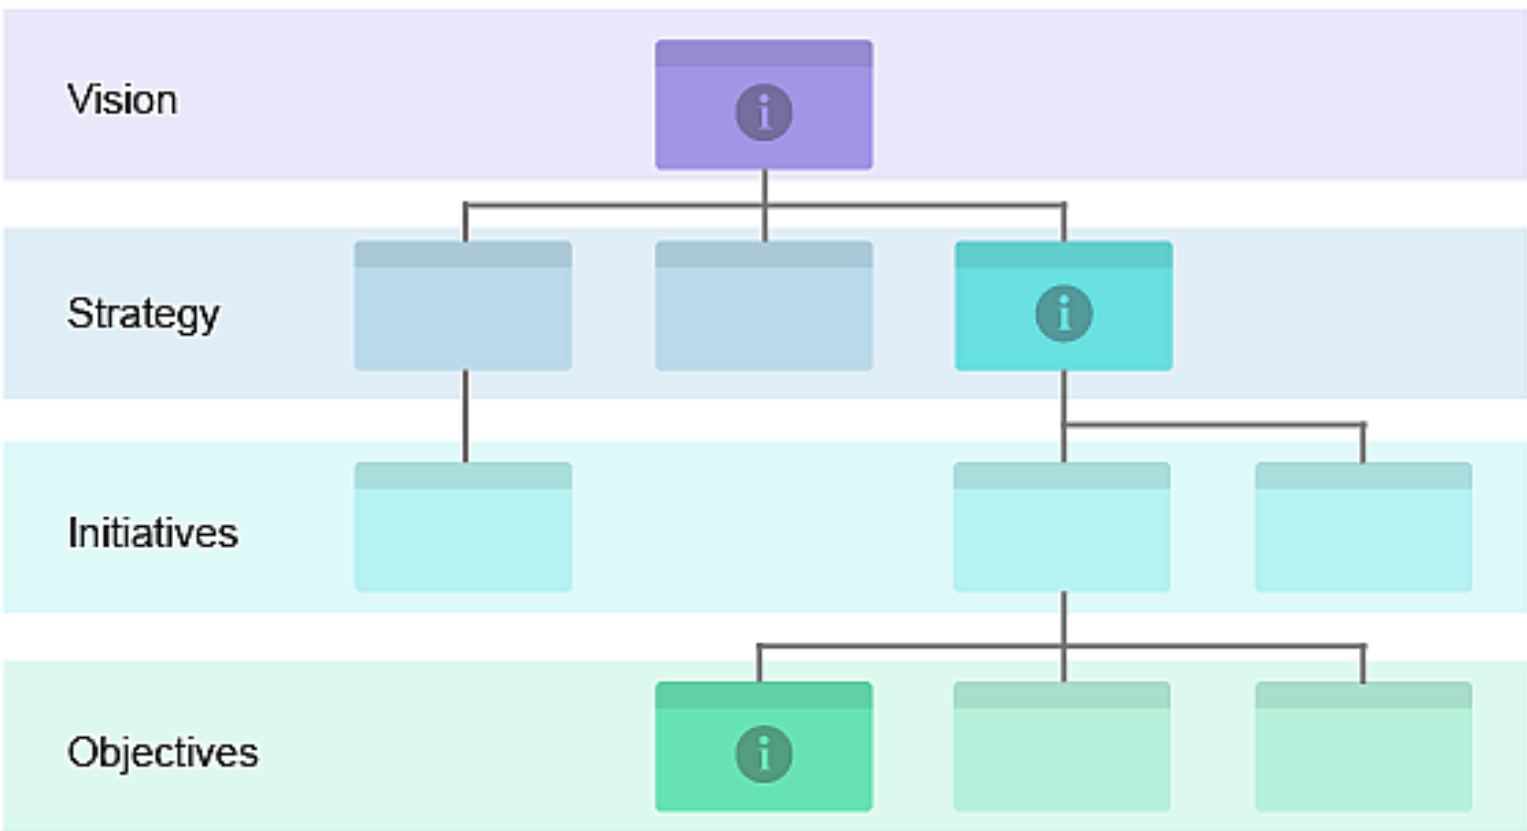 Vision
i
Strategy
i
Initiatives
Objectives
i